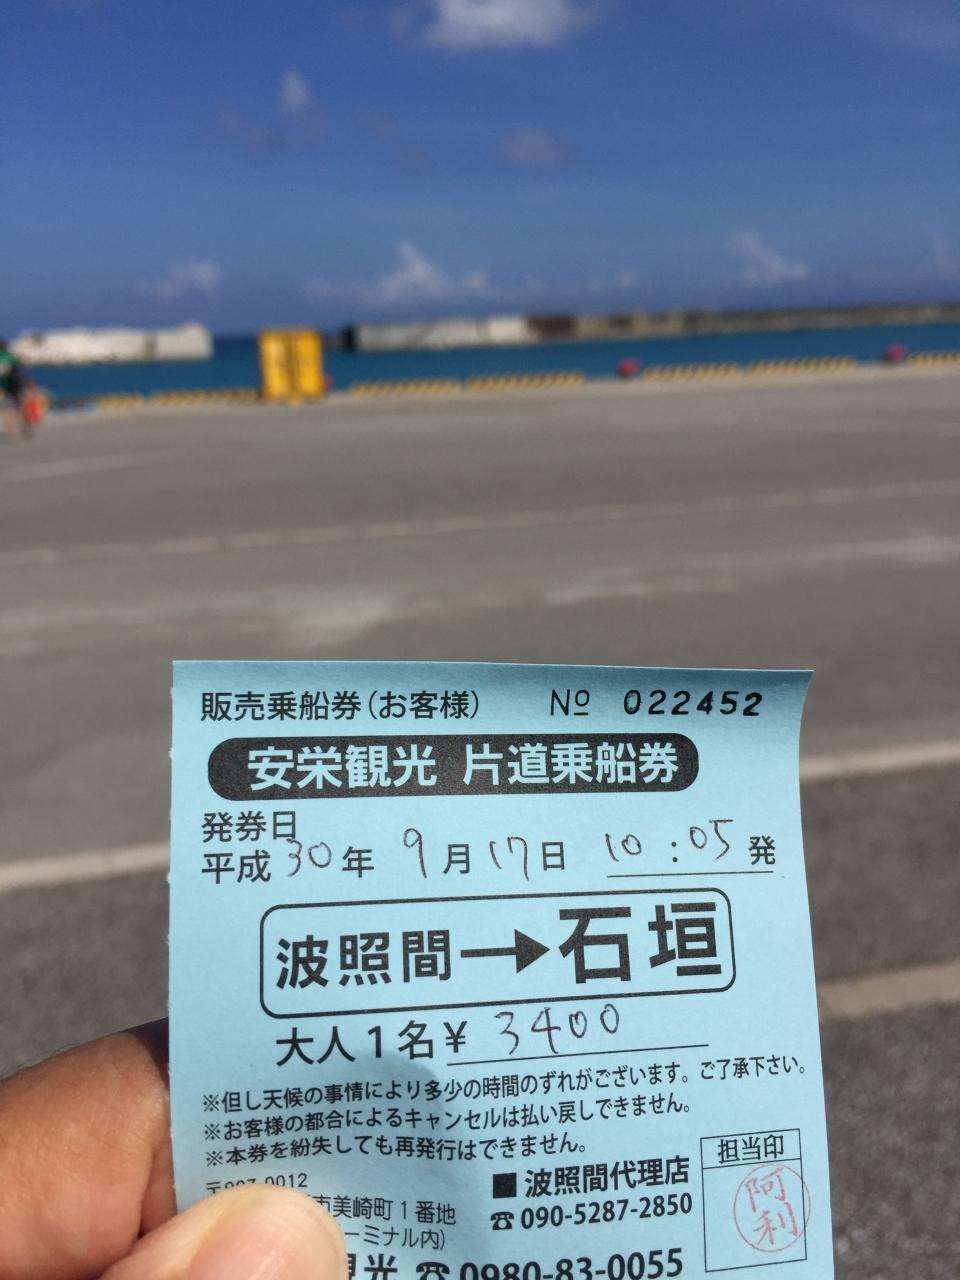 販売乗船券(お客様) Nº 022452
安栄観光 片道乗船券
発券日
平成30年 9月17日 10:05発
波照間→石垣
大人1名¥ 3400
※但し天候の事情により多少の時間のずれがございます。ご了承下さい。
※お客様の都合によるキャンセルは払い戻しできません。
※本券を紛失しても再発行はできません。
担当印
阿利
0012
市美崎町1番地
ーミナル内)
■波照間代理店
☎090-5287-2850
観光 ☎0980-83-0055